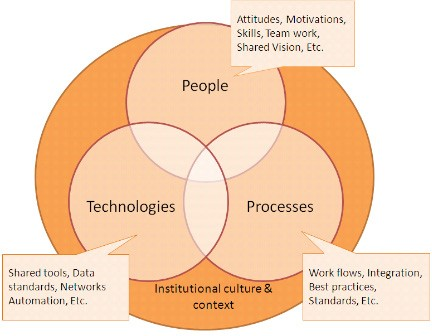 Attitudes, Motivations,
Skills, Team work,
Shared Vision, Etc.
People
Technologies
Processes
Shared tools, Data
standards, Networks
Automation, Etc.
Institutional culture &
context
Work flows, Integration,
Best practices,
Standards, Etc.